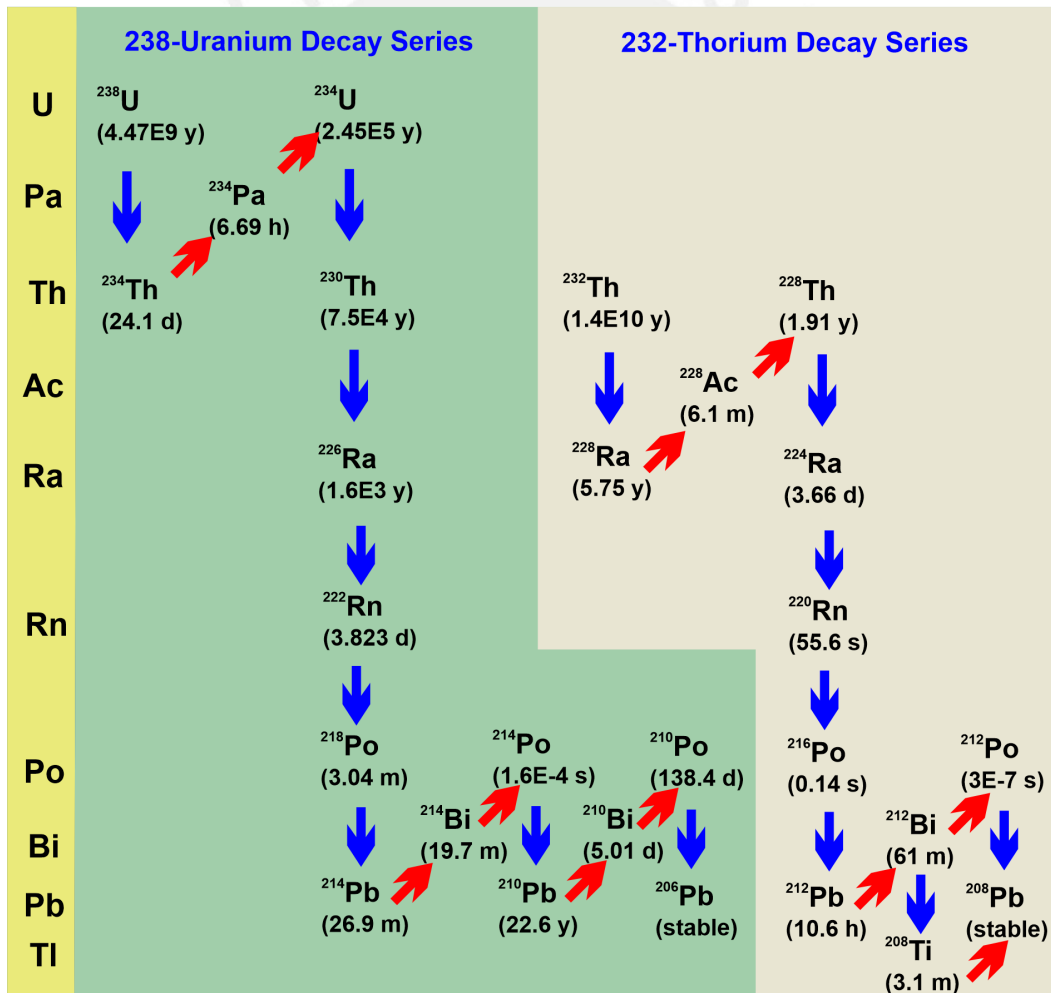 238-Uranium Decay Series
232-Thorium Decay Series
U
²³⁸U
(4.47E9 y)
²³⁴U
(2.45E5 y)
Pa
²³⁴Pa
(6.69 h)
Th
²³⁴Th
(24.1 d)
²³⁰Th
(7.5E4 y)
²³²Th
(1.4E10 y)
²²⁸Th
(1.91 y)
Ac
²²⁸Ac
(6.1 m)
Ra
²²⁶Ra
(1.6E3 y)
²²⁸Ra
(5.75 y)
²²⁴Ra
(3.66 d)
Rn
²²²Rn
(3.823 d)
²²⁰Rn
(55.6 s)
Po
²¹⁸Po
(3.04 m)
²¹⁴Po
(1.6E-4 s)
²¹⁰Po
(138.4 d)
²¹⁶Po
(0.14 s)
²¹²Po
(3E-7 s)
Bi
²¹⁴Bi
(19.7 m)
²¹⁰Bi
(5.01 d)
²¹²Bi
(61 m)
Pb
²¹⁴Pb
(26.9 m)
²¹⁰Pb
(22.6 y)
²⁰⁶Pb
(stable)
²¹²Pb
(10.6 h)
²⁰⁸Pb
(stable)
Tl
²⁰⁸Ti
(3.1 m)